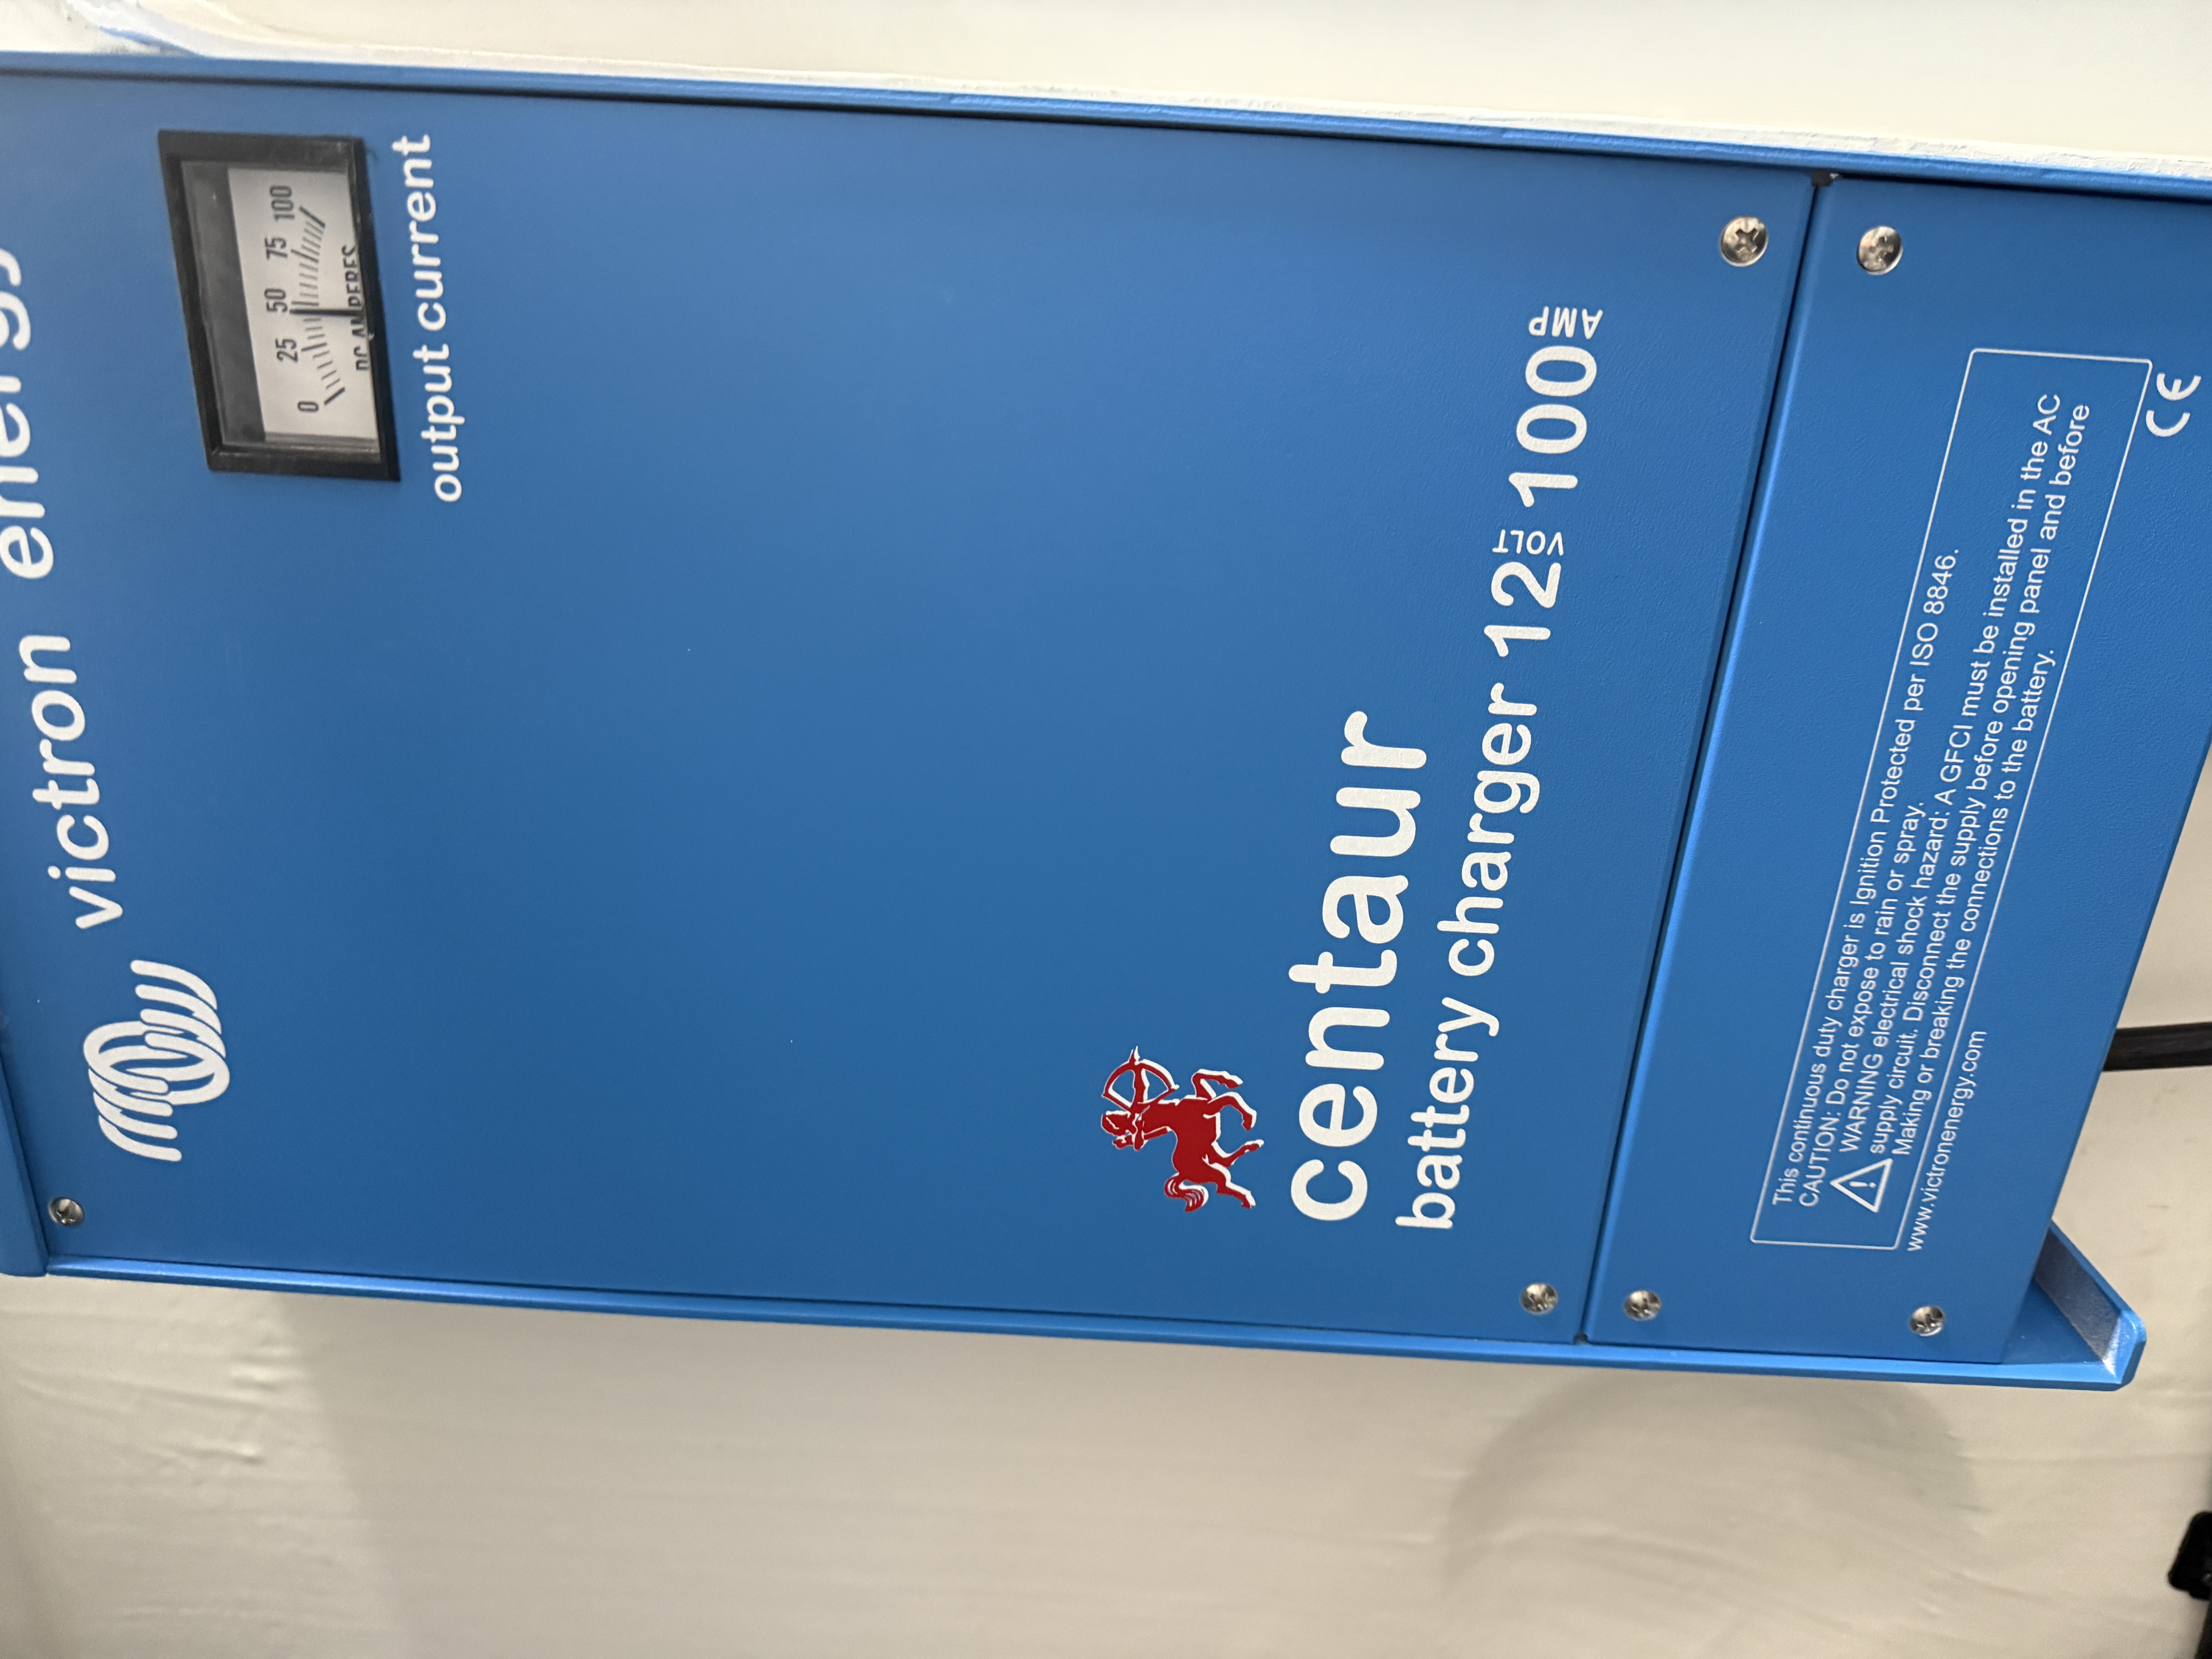 victron energy
0 25 50 75 100
DC AMPERES
output current
centaur
battery charger 12 VOLT 100 AMP
This continuous duty charger is Ignition Protected per ISO 8846.
CAUTION: Do not expose to rain or spray.
WARNING electrical shock hazard: A GFCI must be installed in the AC
supply circuit. Disconnect the supply before opening panel and before
Making or breaking the connections to the battery.
www.victronenergy.com
CE